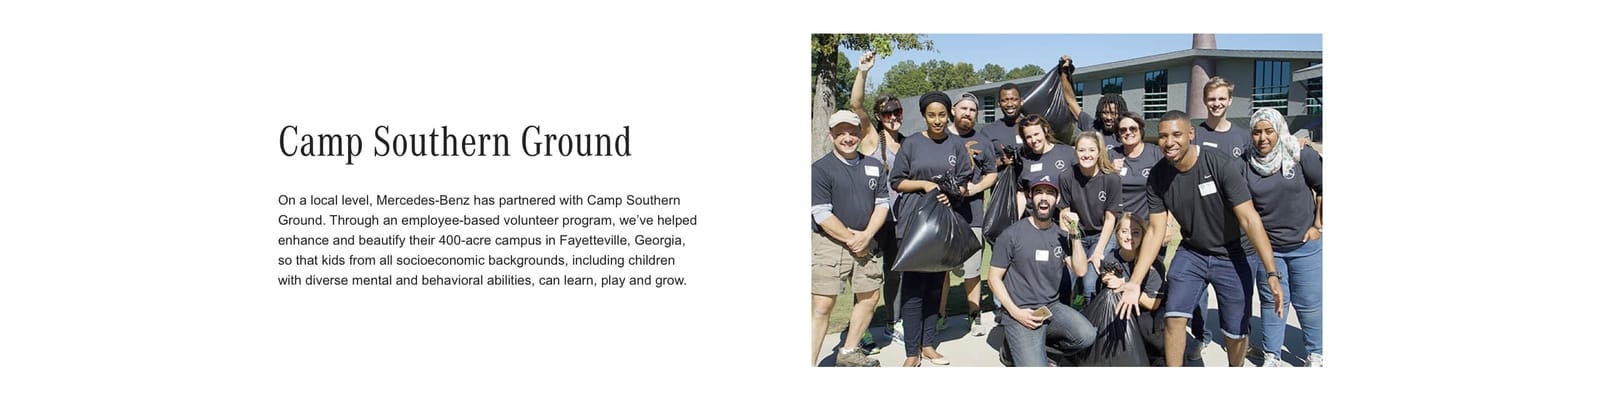 Camp Southern Ground
On a local level, Mercedes-Benz has partnered with Camp Southern
Ground. Through an employee-based volunteer program, we’ve helped
enhance and beautify their 400-acre campus in Fayetteville, Georgia,
so that kids from all socioeconomic backgrounds, including children
with diverse mental and behavioral abilities, can learn, play and grow.